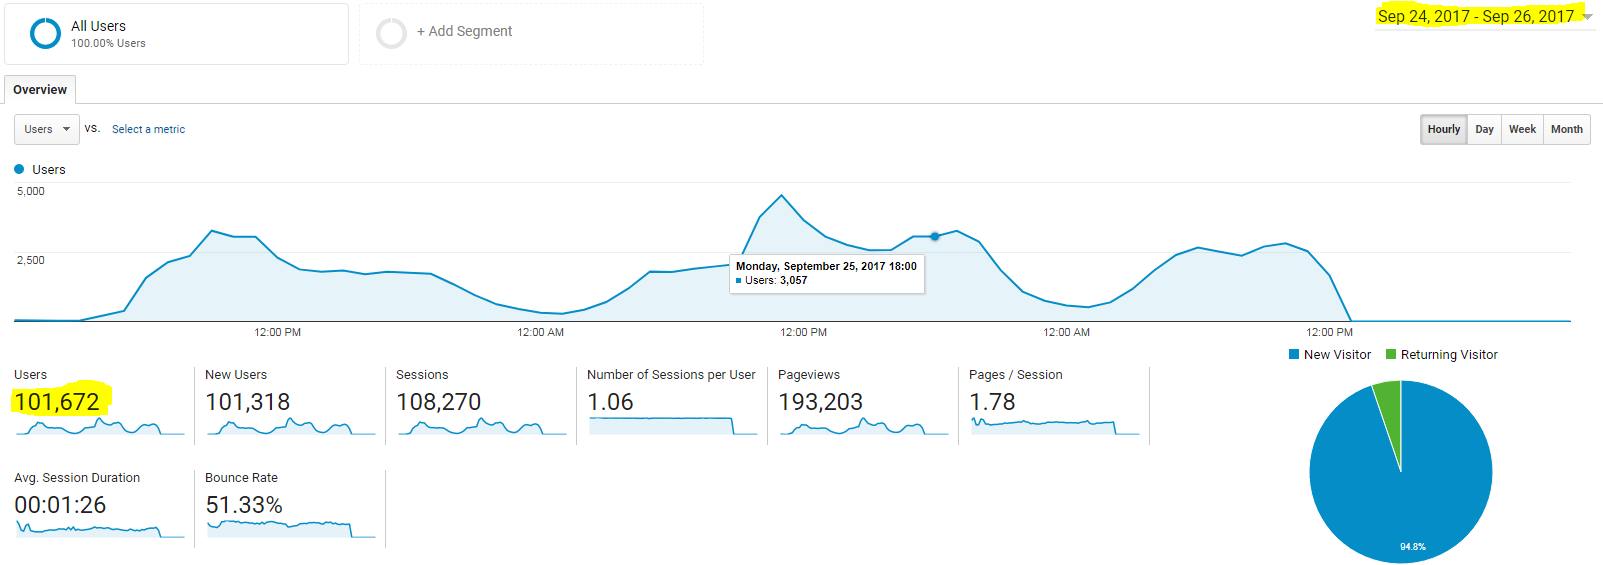 All Users
100.00% Users
+ Add Segment
Sep 24, 2017 - Sep 26, 2017
Overview
Users
VS.
Select a metric
Hourly
Day
Week
Month
Users
5,000
2,500
Monday, September 25, 2017 18:00
Users: 3,057
12:00 PM
12:00 AM
12:00 PM
12:00 AM
12:00 PM
New Visitor
Returning Visitor
Users
101,672
New Users
101,318
Sessions
108,270
Number of Sessions per User
1.06
Pageviews
193,203
Pages / Session
1.78
Avg. Session Duration
00:01:26
Bounce Rate
51.33%
94.8%